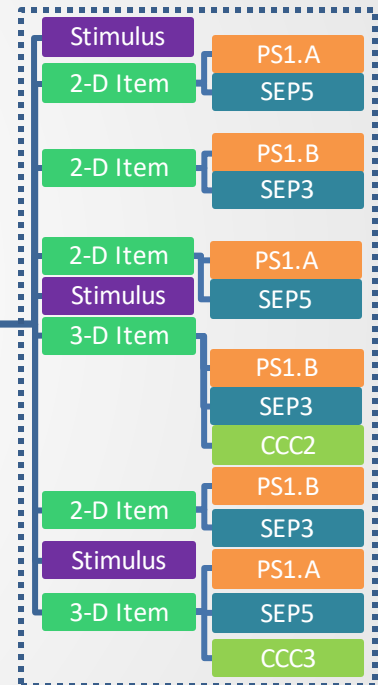 Stimulus
2-D Item
PS1.A
SEP5
2-D Item
PS1.B
SEP3
2-D Item
PS1.A
SEP5
Stimulus
3-D Item
PS1.B
SEP3
CCC2
2-D Item
PS1.B
SEP3
Stimulus
3-D Item
PS1.A
SEP5
CCC3